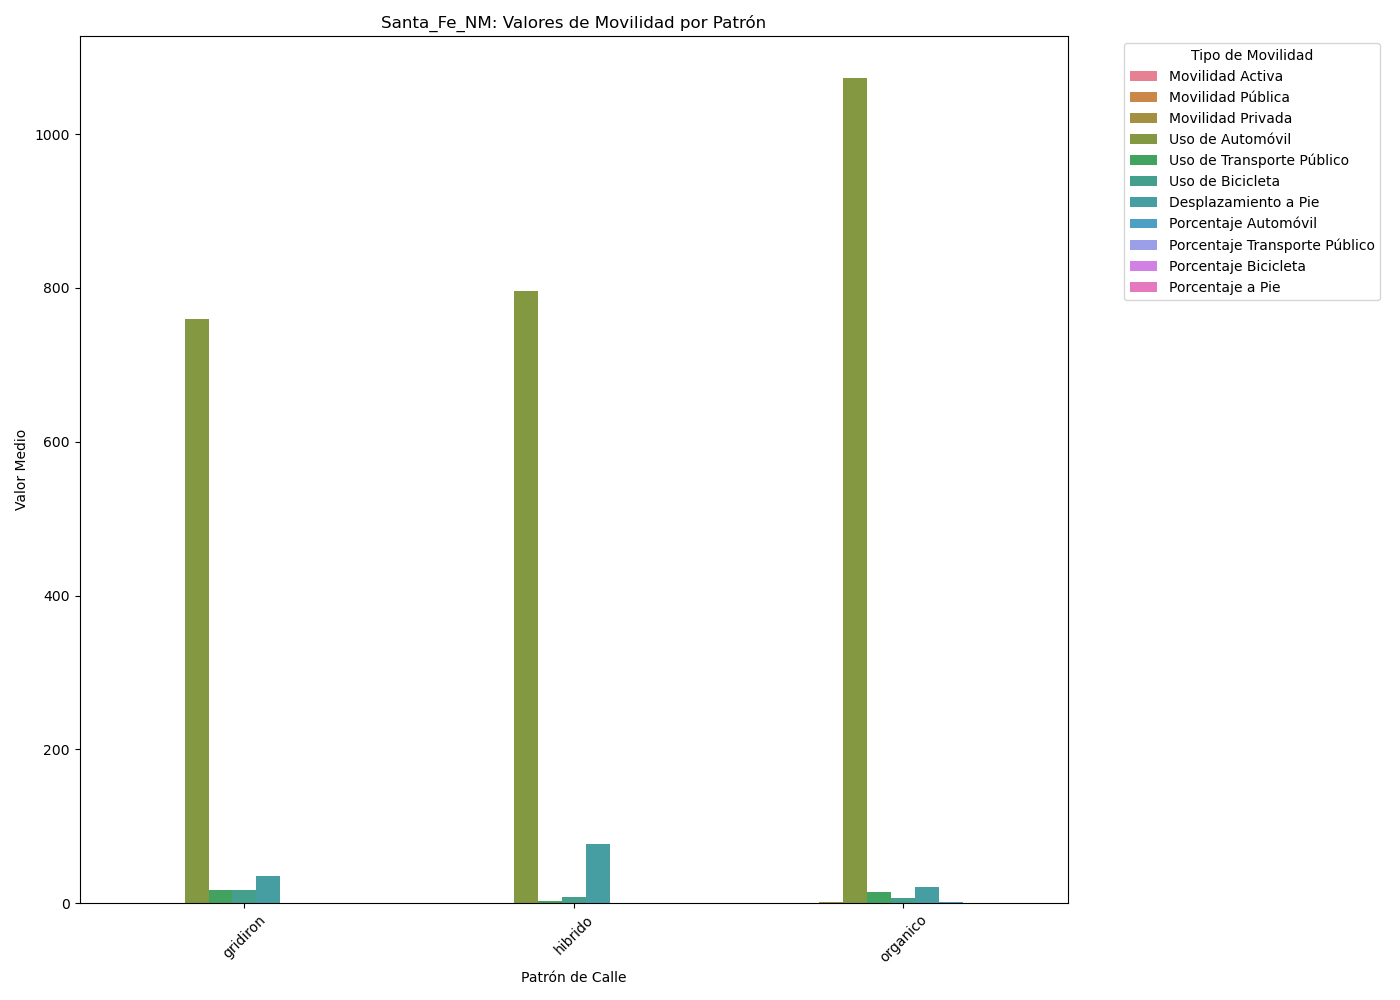 Santa_Fe_NM: Valores de Movilidad por Patrón
Tipo de Movilidad
Movilidad Activa
Movilidad Pública
Movilidad Privada
Uso de Automóvil
Uso de Transporte Público
Uso de Bicicleta
Desplazamiento a Pie
Porcentaje Automóvil
Porcentaje Transporte Público
Porcentaje Bicicleta
Porcentaje a Pie
Valor Medio
1000
800
600
400
200
0
gridiron
hibrido
organico
Patrón de Calle